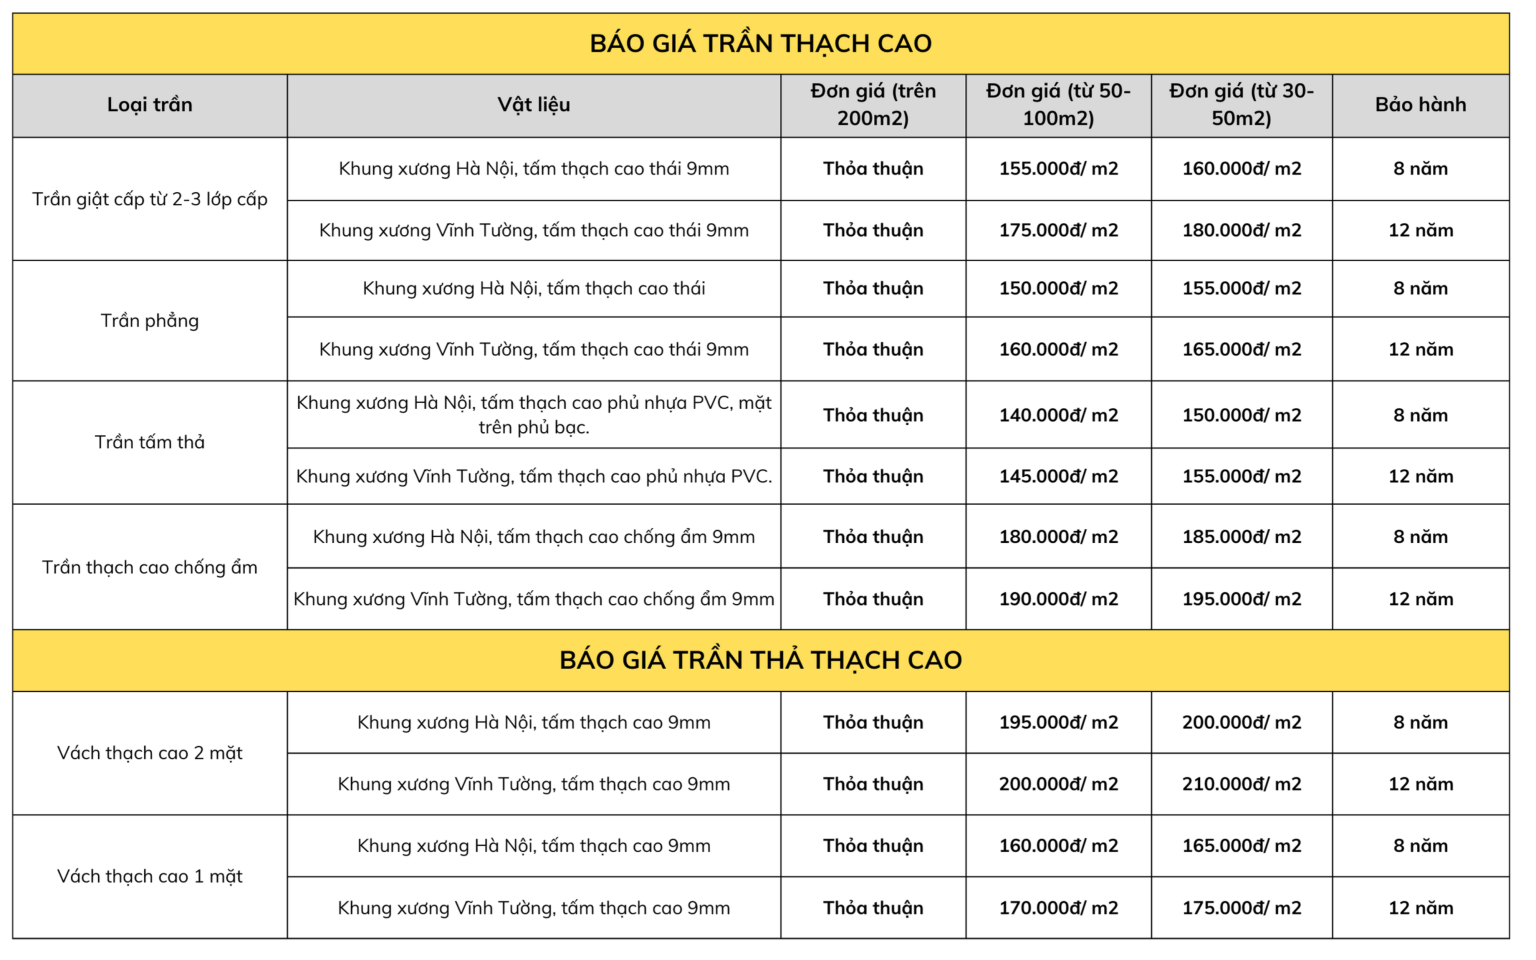 BÁO GIÁ TRẦN THẠCH CAO
Loại trần
Vật liệu
Đơn giá (trên
200m2)
Đơn giá (từ 50-
100m2)
Đơn giá (từ 30-
50m2)
Bảo hành
Trần giật cấp từ 2-3 lớp cấp
Khung xương Hà Nội, tấm thạch cao thái 9mm
Thỏa thuận
155.000đ/ m2
160.000đ/ m2
8 năm
Khung xương Vĩnh Tường, tấm thạch cao thái 9mm
Thỏa thuận
175.000đ/ m2
180.000đ/ m2
12 năm
Trần phẳng
Khung xương Hà Nội, tấm thạch cao thái
Thỏa thuận
150.000đ/ m2
155.000đ/ m2
8 năm
Khung xương Vĩnh Tường, tấm thạch cao thái 9mm
Thỏa thuận
160.000đ/ m2
165.000đ/ m2
12 năm
Trần tấm thả
Khung xương Hà Nội, tấm thạch cao phủ nhựa PVC, mặt
trên phủ bạc.
Thỏa thuận
140.000đ/ m2
150.000đ/ m2
8 năm
Khung xương Vĩnh Tường, tấm thạch cao phủ nhựa PVC.
Thỏa thuận
145.000đ/ m2
155.000đ/ m2
12 năm
Trần thạch cao chống ẩm
Khung xương Hà Nội, tấm thạch cao chống ẩm 9mm
Thỏa thuận
180.000đ/ m2
185.000đ/ m2
8 năm
Khung xương Vĩnh Tường, tấm thạch cao chống ẩm 9mm
Thỏa thuận
190.000đ/ m2
195.000đ/ m2
12 năm
BÁO GIÁ TRẦN THẢ THẠCH CAO
Vách thạch cao 2 mặt
Khung xương Hà Nội, tấm thạch cao 9mm
Thỏa thuận
195.000đ/ m2
200.000đ/ m2
8 năm
Khung xương Vĩnh Tường, tấm thạch cao 9mm
Thỏa thuận
200.000đ/ m2
210.000đ/ m2
12 năm
Vách thạch cao 1 mặt
Khung xương Hà Nội, tấm thạch cao 9mm
Thỏa thuận
160.000đ/ m2
165.000đ/ m2
8 năm
Khung xương Vĩnh Tường, tấm thạch cao 9mm
Thỏa thuận
170.000đ/ m2
175.000đ/ m2
12 năm